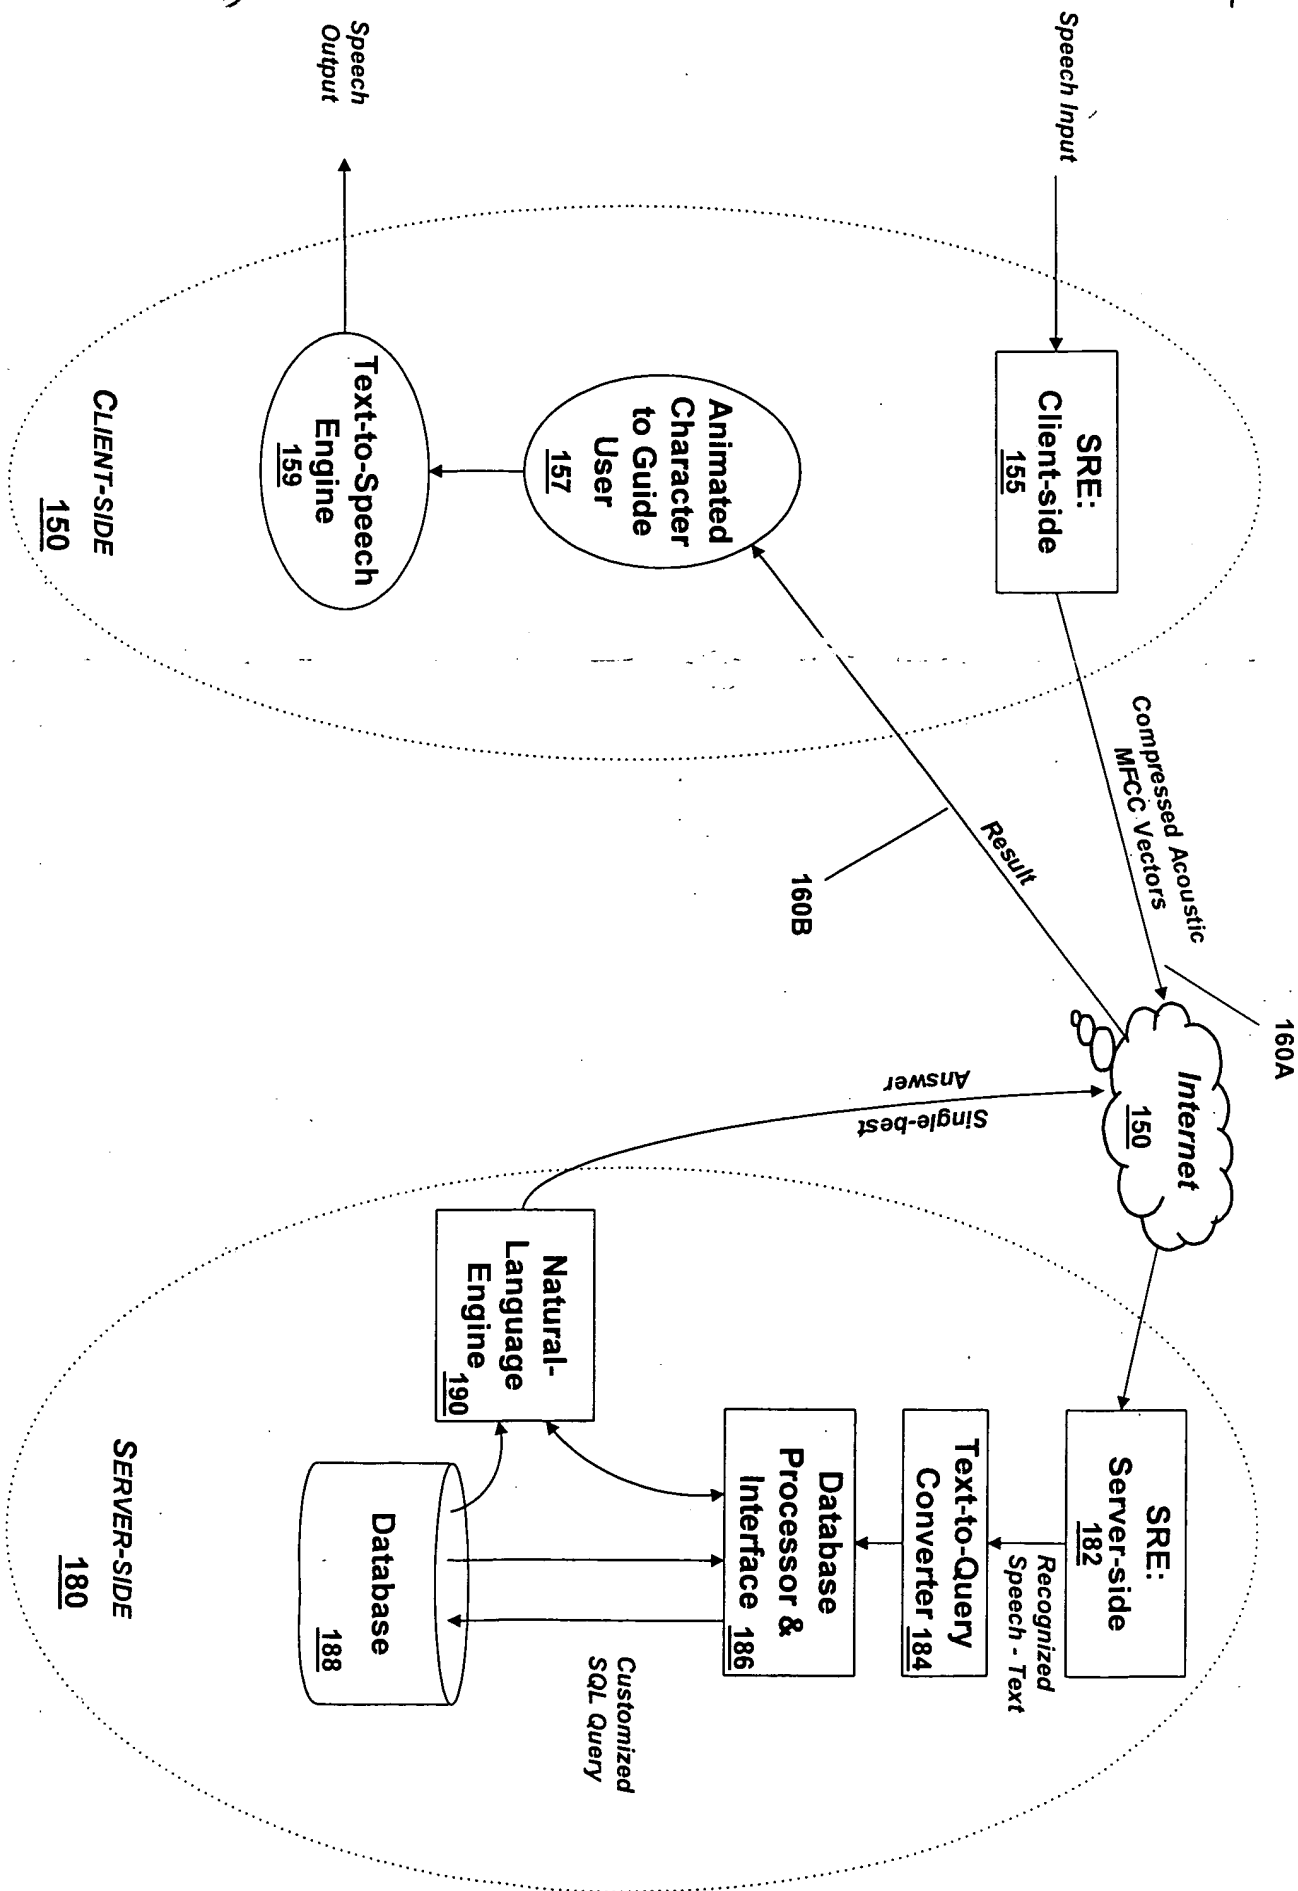 Speech Input
SRE:
Client-side
155
Compressed Acoustic
MFCC Vectors
160A
Internet
150
SRE:
Server-side
182
Recognized
Speech - Text
Text-to-Query
Converter 184
Database
Processor &
Interface 186
Customized
SQL Query
Database
188
Natural-
Language
Engine
190
Single-best
Answer
Result
160B
Animated
Character
to Guide
User
157
Text-to-Speech
Engine
159
Speech
Output
CLIENT-SIDE
150
SERVER-SIDE
180